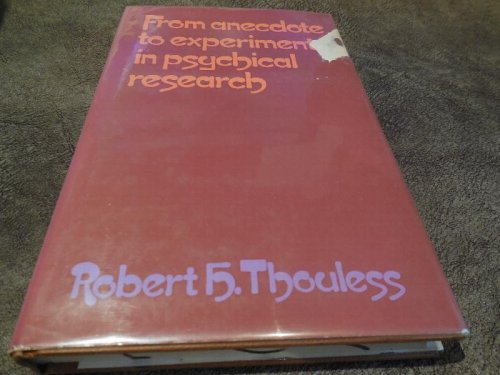 From anecdote
to experiment
in psychical
research
Robert H. Thouless